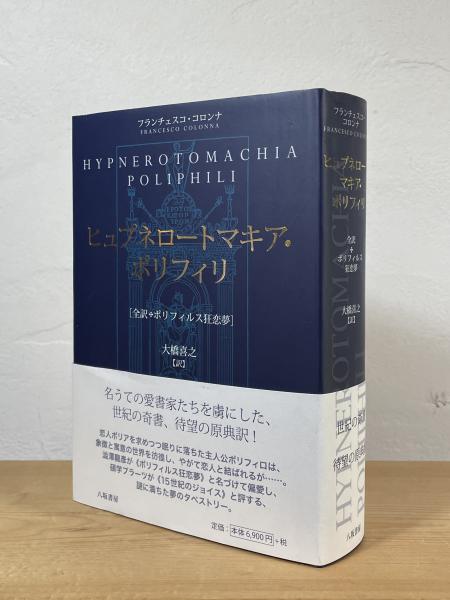 フランチェスコ・コロンナ
FRANCESCO COLONNA
HYPNEROTOMACHIA
POLIPHILI
ヒュプネロートマキア・
ポリフィリ
[全訳✥ポリフィルス狂恋夢]
大橋喜之
【訳】
名うての愛書家たちを虜にした、
世紀の奇書、待望の原典訳！
恋人ポリアを求めつつ眠りに落ちた主人公ポリフィロは、
象徴と寓意の世界を彷徨し、やがて恋人と結ばれるが……。
澁澤龍彦が《ポリフィルス狂恋夢》と名づけて偏愛し、
碩学プラーツが《15世紀のジョイス》と評する、
謎に満ちた夢のタペストリー。
八坂書房
定価：本体6,900円+税
フランチェスコ・
コロンナ
FRANCESCO COLONNA
ヒュプネロート
マキア・
ポリフィリ
全訳
✥
ポリフィルス
狂恋夢
大橋喜之
【訳】
HYPNEROTOMACHIA
POLIPHILI
世紀の奇書
待望の原典